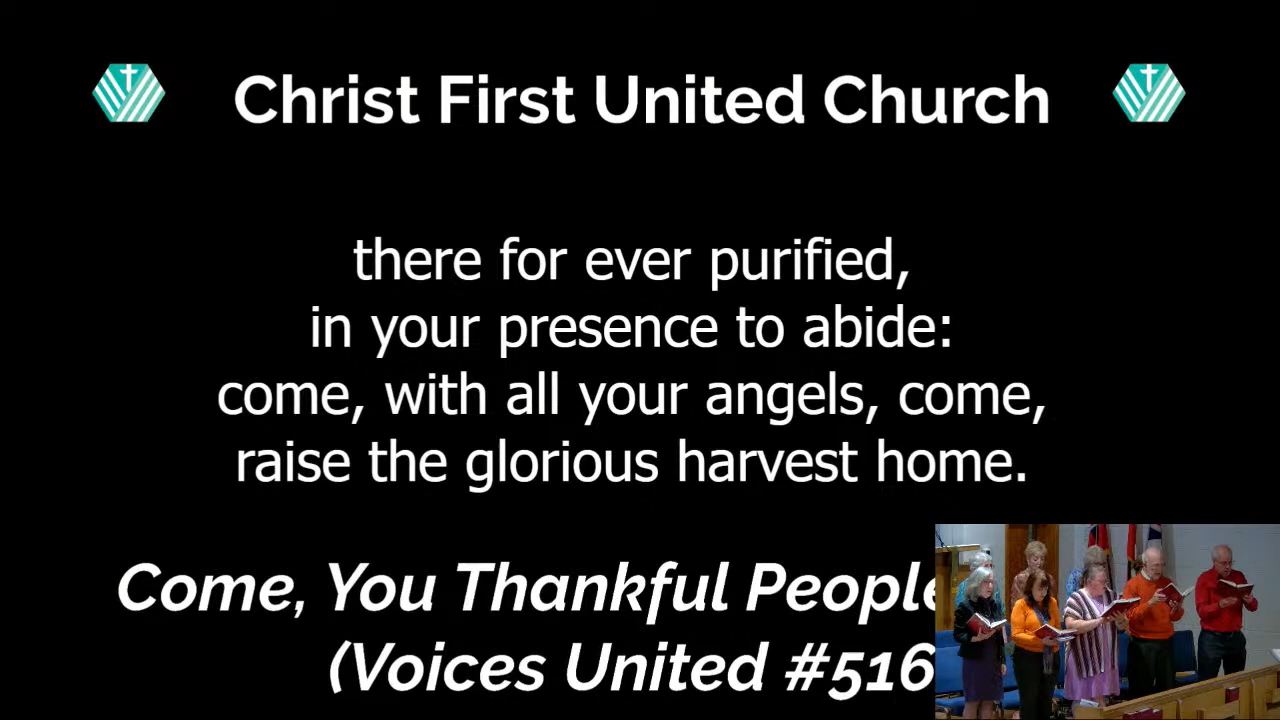 Christ First United Church
there for ever purified,
in your presence to abide:
come, with all your angels, come,
raise the glorious harvest home.
Come, You Thankful People
(Voices United #516